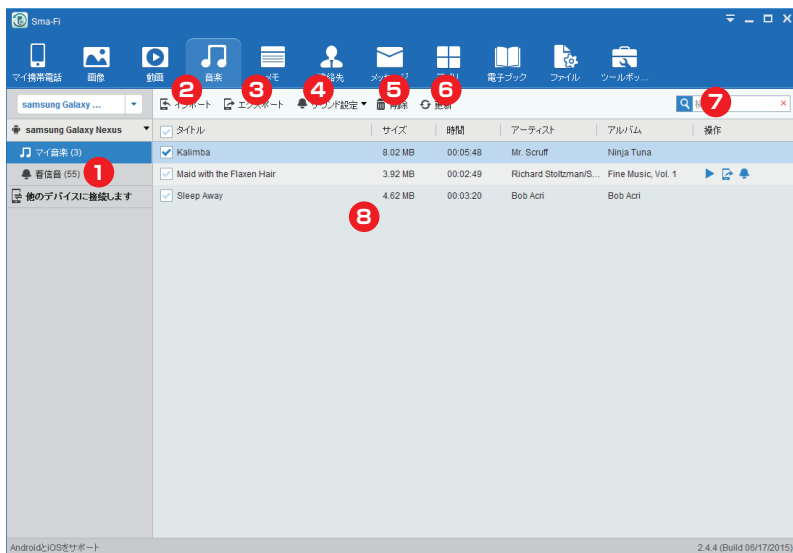 Sma-Fi
マイ携帯電話 画像 動画 音楽 メモ 連絡先 メッセージ アプリ 電子ブック ファイル ツールボッ...
2 3 4 5 6 7
samsung Galaxy ... インポート エクスポート サウンド設定 削除 更新
samsung Galaxy Nexus タイトル サイズ 時間 アーティスト アルバム 操作
マイ音楽 (3) Kalimba 8.02 MB 00:05:48 Mr. Scruff Ninja Tuna
着信音 (55) 1 Maid with the Flaxen Hair 3.92 MB 00:02:49 Richard Stoltzman/S... Fine Music, Vol. 1
他のデバイスに接続します Sleep Away 4.62 MB 00:03:20 Bob Acri Bob Acri
8
AndroidとiOSをサポート 2.4.4 (Build 06/17/2015)